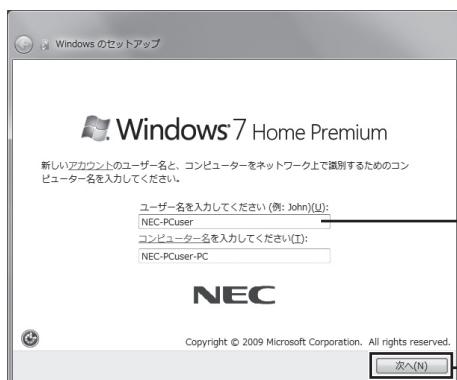 Windows のセットアップ
Windows 7 Home Premium
新しいアカウントのユーザー名と、コンピューターをネットワーク上で識別するためのコン
ピューター名を入力してください。
ユーザー名を入力してください (例: John)(U):
NEC-PCuser
コンピューター名を入力してください(T):
NEC-PCuser-PC
NEC
Copyright © 2009 Microsoft Corporation. All rights reserved.
次へ(N)